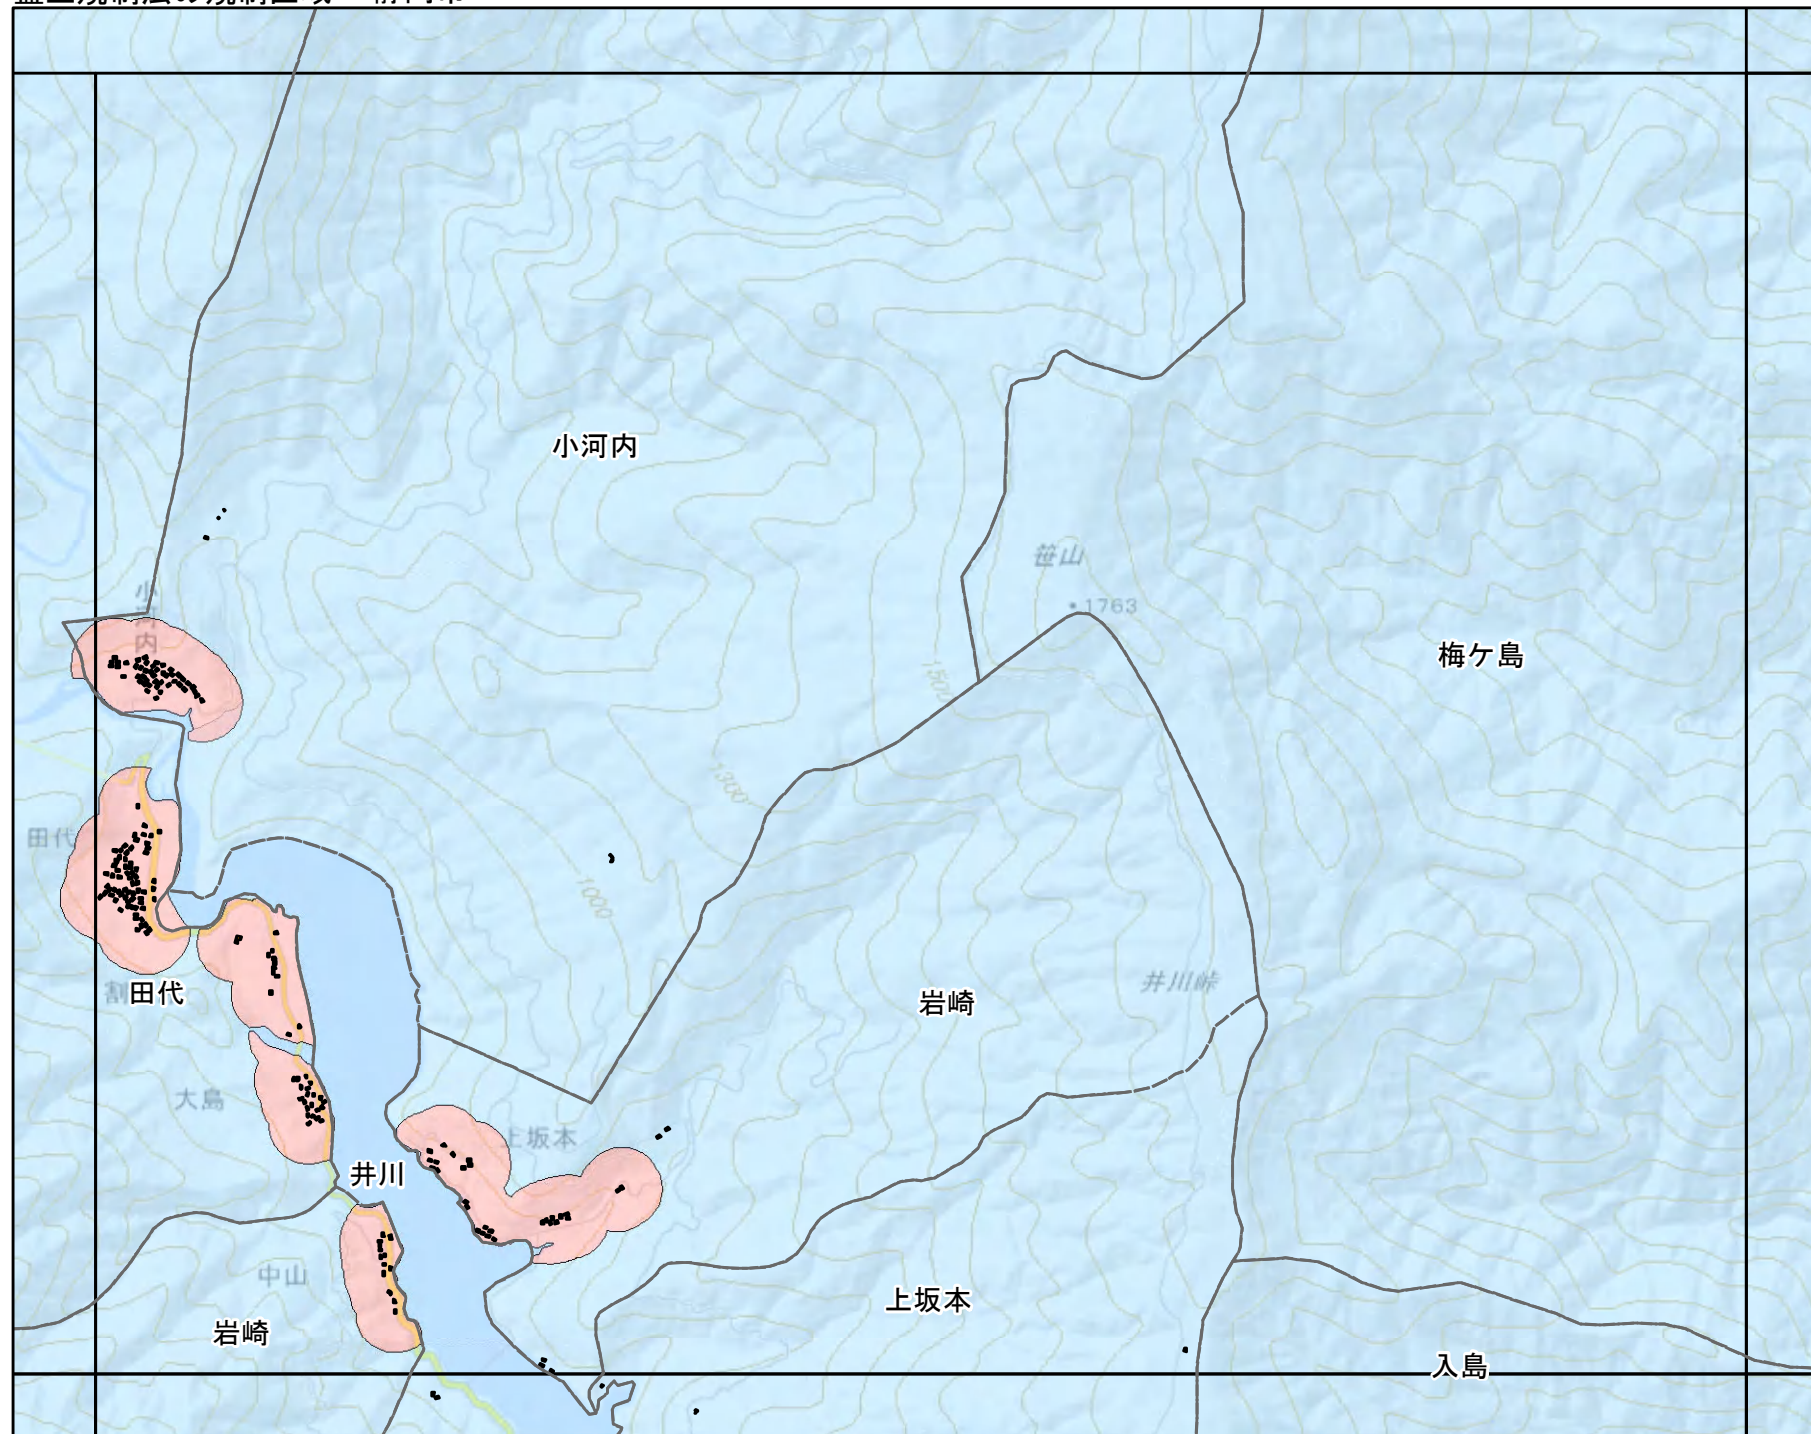 小河内
笹山
1763
小河内
梅ケ島
1500
1300
田代
1000
井川峠
田代
岩崎
大島
上坂本
井川
中山
上坂本
岩崎
入島